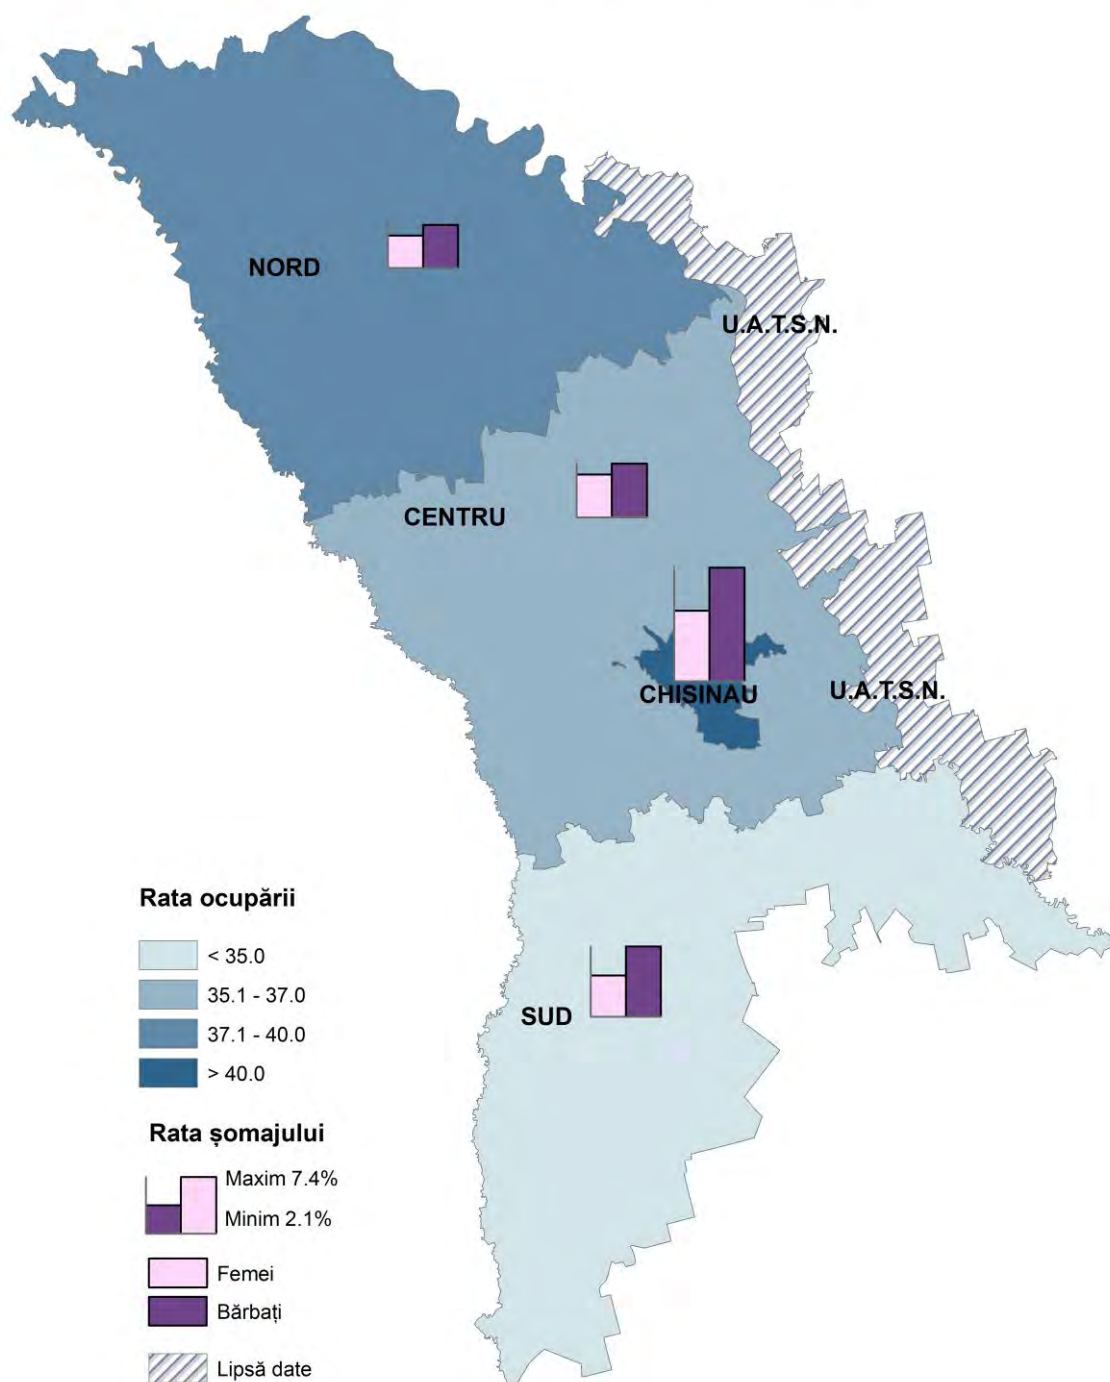 NORD
U.A.T.S.N.
CENTRU
CHISINAU
U.A.T.S.N.
SUD
Rata ocupării
< 35.0
35.1 - 37.0
37.1 - 40.0
> 40.0
Rata șomajului
Maxim 7.4%
Minim 2.1%
Femei
Bărbați
Lipsă date